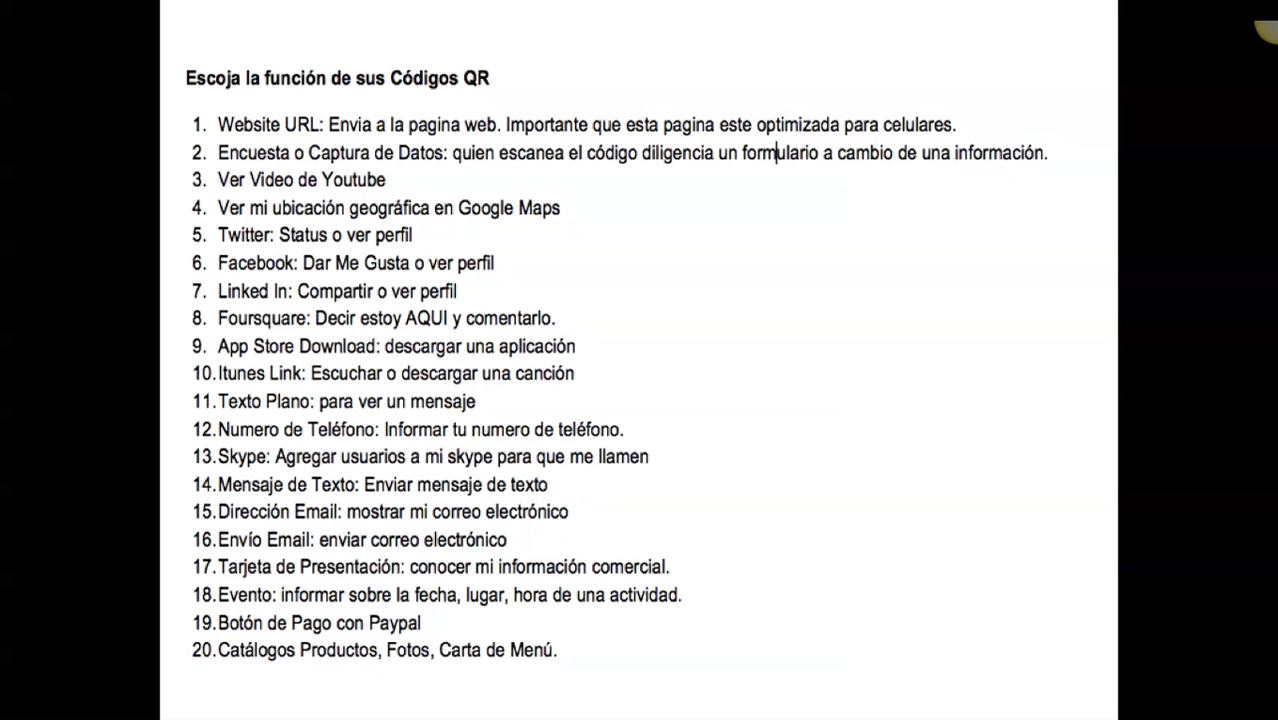 Escoja la función de sus Códigos QR
1. Website URL: Envia a la pagina web. Importante que esta pagina este optimizada para celulares.
2. Encuesta o Captura de Datos: quien escanea el código diligencia un formulario a cambio de una información.
3. Ver Video de Youtube
4. Ver mi ubicación geográfica en Google Maps
5. Twitter: Status o ver perfil
6. Facebook: Dar Me Gusta o ver perfil
7. Linked In: Compartir o ver perfil
8. Foursquare: Decir estoy AQUI y comentarlo.
9. App Store Download: descargar una aplicación
10. Itunes Link: Escuchar o descargar una canción
11. Texto Plano: para ver un mensaje
12. Numero de Teléfono: Informar tu numero de teléfono.
13. Skype: Agregar usuarios a mi skype para que me llamen
14. Mensaje de Texto: Enviar mensaje de texto
15. Dirección Email: mostrar mi correo electrónico
16. Envío Email: enviar correo electrónico
17. Tarjeta de Presentación: conocer mi información comercial.
18. Evento: informar sobre la fecha, lugar, hora de una actividad.
19. Botón de Pago con Paypal
20. Catálogos Productos, Fotos, Carta de Menú.